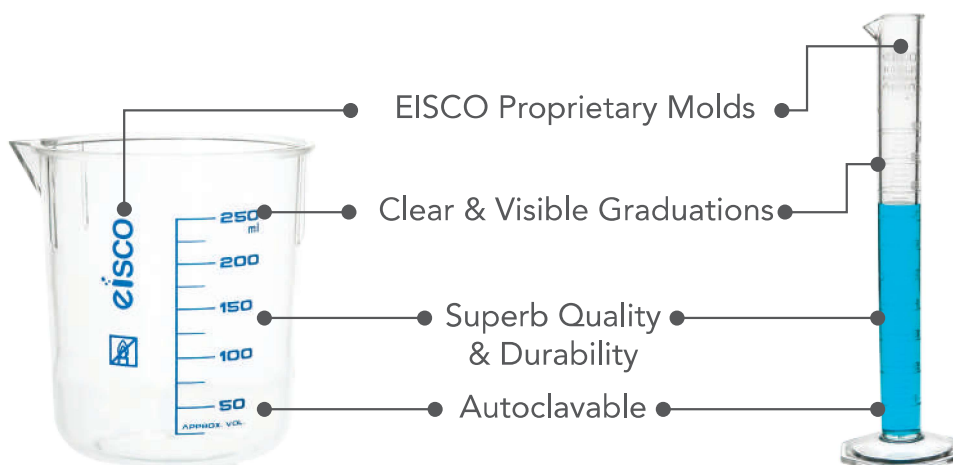 EISCO Proprietary Molds
Clear & Visible Graduations
Superb Quality
& Durability
Autoclavable
eisco
250
ml
200
150
100
50
APPROX. VOL.